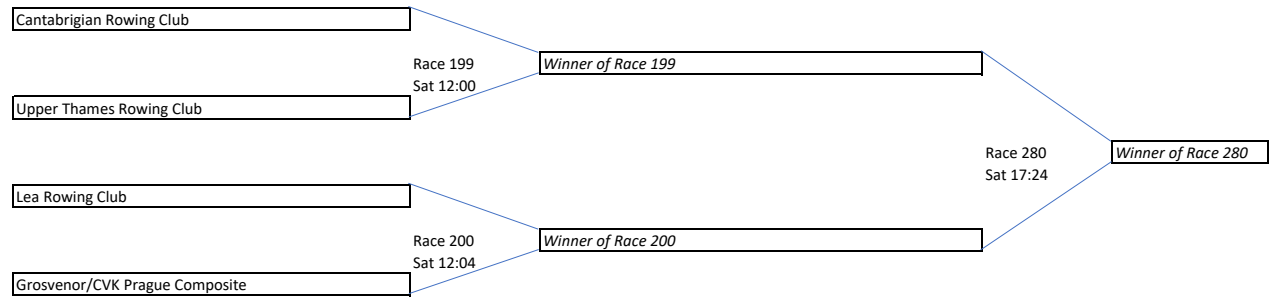 Cantabrigian Rowing Club
Race 199
Winner of Race 199
Sat 12:00
Upper Thames Rowing Club
Race 280
Winner of Race 280
Sat 17:24
Lea Rowing Club
Race 200
Winner of Race 200
Sat 12:04
Grosvenor/CVK Prague Composite